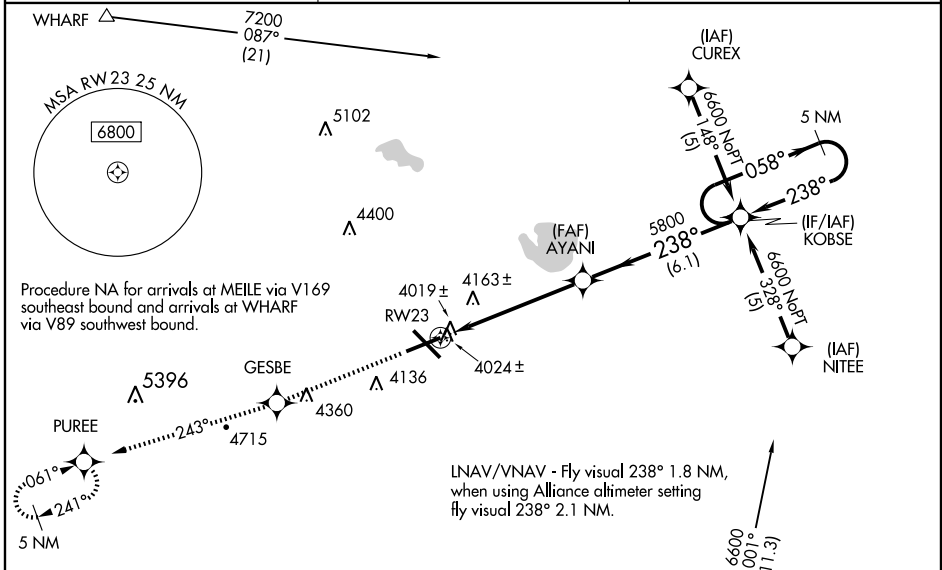 WHARF
7200
087°
(21)
MSA RW 23 25 NM
6800
5102
4400
(IAF)
CUREX
6600 NoPT
148°
(5)
5 NM
058°
238°
(IF/IAF)
KOBSE
5800
238°
(6.1)
(FAF)
AYANI
6600 NoPT
328°
(5)
(IAF)
NITEE
Procedure NA for arrivals at MEILE via V169
southeast bound and arrivals at WHARF
via V89 southwest bound.
4163 ±
4019 ±
RW23
4024 ±
4136
GESBE
4360
5396
243°
4715
PUREE
061°
241°
5 NM
LNAV/VNAV - Fly visual 238° 1.8 NM,
when using Alliance altimeter setting
fly visual 238° 2.1 NM.
6600
001°
11.3)